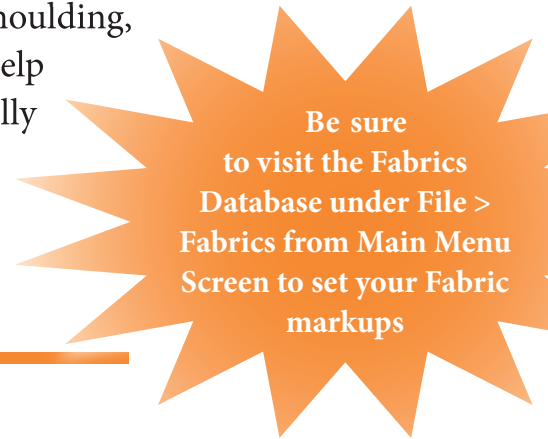 moulding,
elp
lly
Be sure
to visit the Fabrics
Database under File >
Fabrics from Main Menu
Screen to set your Fabric
markups